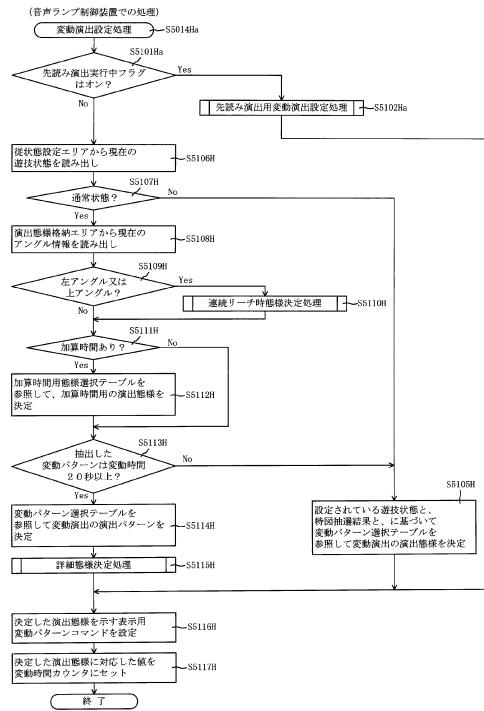 (音声ランプ制御装置での処理)
変動演出設定処理
S5014Ha
S5101Ha
先読み演出実行中フラグ
はオン？
Yes
No
先読み演出用変動演出設定処理
S5102Ha
従状態設定エリアから現在の
遊技状態を読み出し
S5106H
S5107H
通常状態？
No
Yes
演出態様格納エリアから現在の
アングル情報を読み出し
S5108H
S5109H
左アングル又は
上アングル？
Yes
No
連続リーチ時態様決定処理
S5110H
S5111H
加算時間あり？
No
Yes
加算時間用態様選択テーブルを
参照して、加算時間用の演出態様を
決定
S5112H
S5113H
抽出した
変動パターンは変動時間
２０秒以上？
No
Yes
S5105H
設定されている遊技状態と、
特図抽選結果と、に基づいて
変動パターン選択テーブルを
参照して変動演出の演出態様を決定
変動パターン選択テーブルを
参照して変動演出の演出パターンを
決定
S5114H
詳細態様決定処理
S5115H
決定した演出態様を示す表示用
変動パターンコマンドを設定
S5116H
決定した演出態様に対応した値を
変動時間カウンタにセット
S5117H
終了